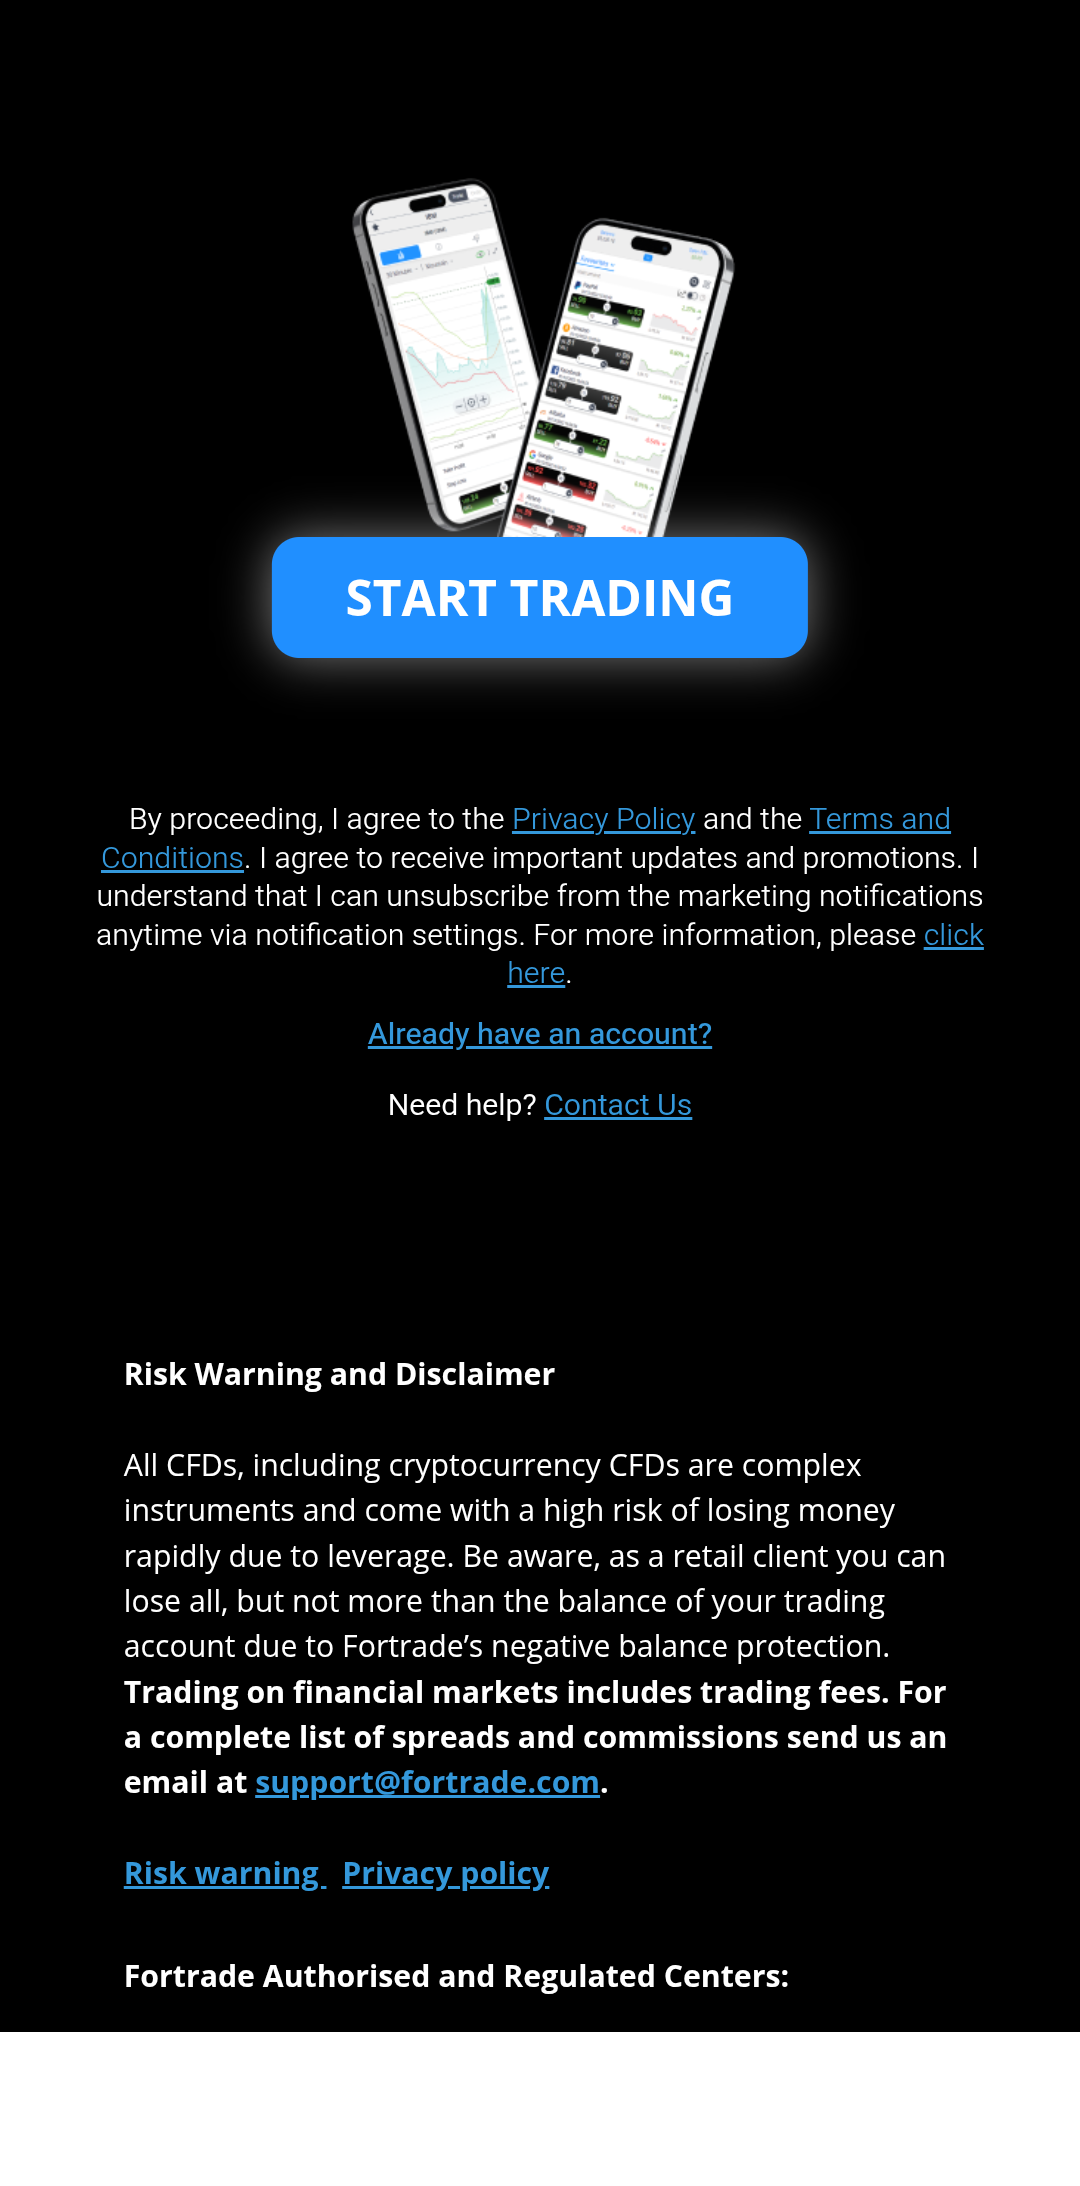 START TRADING
By proceeding, I agree to the Privacy Policy and the Terms and
Conditions. I agree to receive important updates and promotions. I
understand that I can unsubscribe from the marketing notifications
anytime via notification settings. For more information, please click
here.
Already have an account?
Need help? Contact Us
Risk Warning and Disclaimer
All CFDs, including cryptocurrency CFDs are complex
instruments and come with a high risk of losing money
rapidly due to leverage. Be aware, as a retail client you can
lose all, but not more than the balance of your trading
account due to Fortrade’s negative balance protection.
Trading on financial markets includes trading fees. For
a complete list of spreads and commissions send us an
email at support@fortrade.com.
Risk warning  Privacy policy
Fortrade Authorised and Regulated Centers: